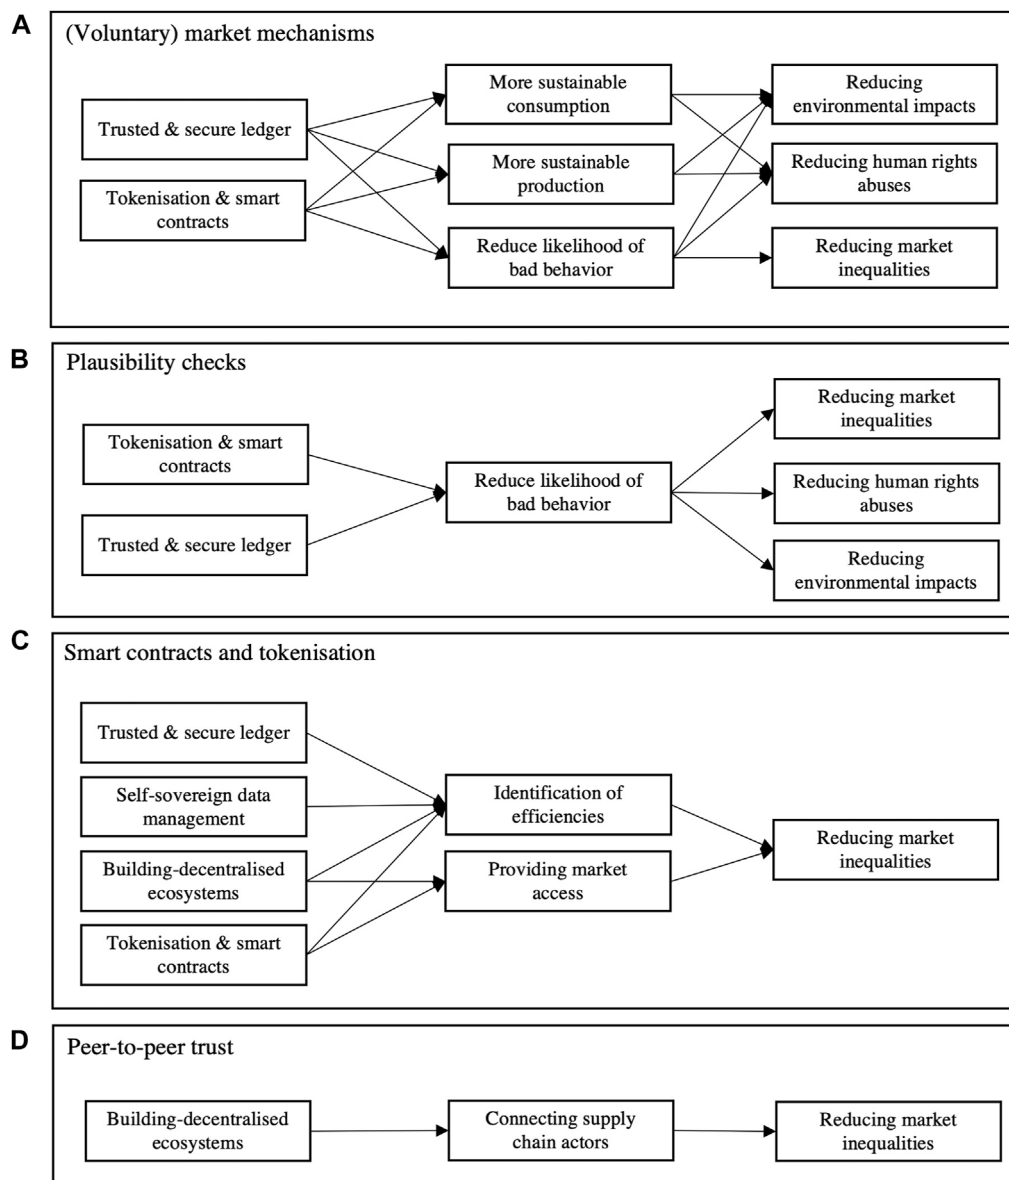 A
(Voluntary) market mechanisms
Trusted & secure ledger
Tokenisation & smart
contracts
More sustainable
consumption
More sustainable
production
Reduce likelihood of
bad behavior
Reducing
environmental impacts
Reducing human rights
abuses
Reducing market
inequalities
B
Plausibility checks
Tokenisation & smart
contracts
Trusted & secure ledger
Reduce likelihood of
bad behavior
Reducing market
inequalities
Reducing human rights
abuses
Reducing
environmental impacts
C
Smart contracts and tokenisation
Trusted & secure ledger
Self-sovereign data
management
Building-decentralised
ecosystems
Tokenisation & smart
contracts
Identification of
efficiencies
Providing market
access
Reducing market
inequalities
D
Peer-to-peer trust
Building-decentralised
ecosystems
Connecting supply
chain actors
Reducing market
inequalities